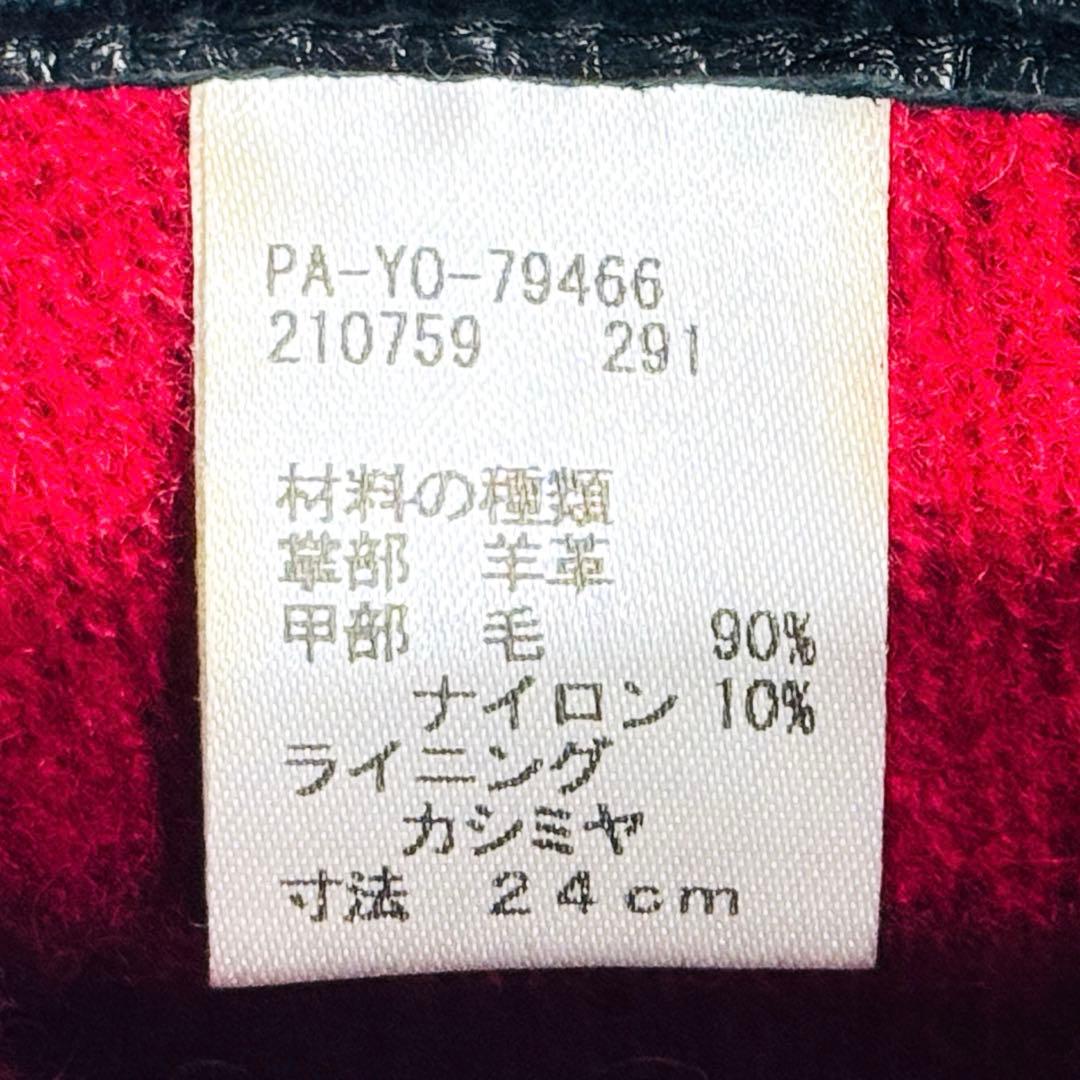 PA-YO-79466
210759 291
材料の種類
掌部 羊革
甲部 毛 90%
ナイロン 10%
ライニング
カシミヤ
寸法 24cm